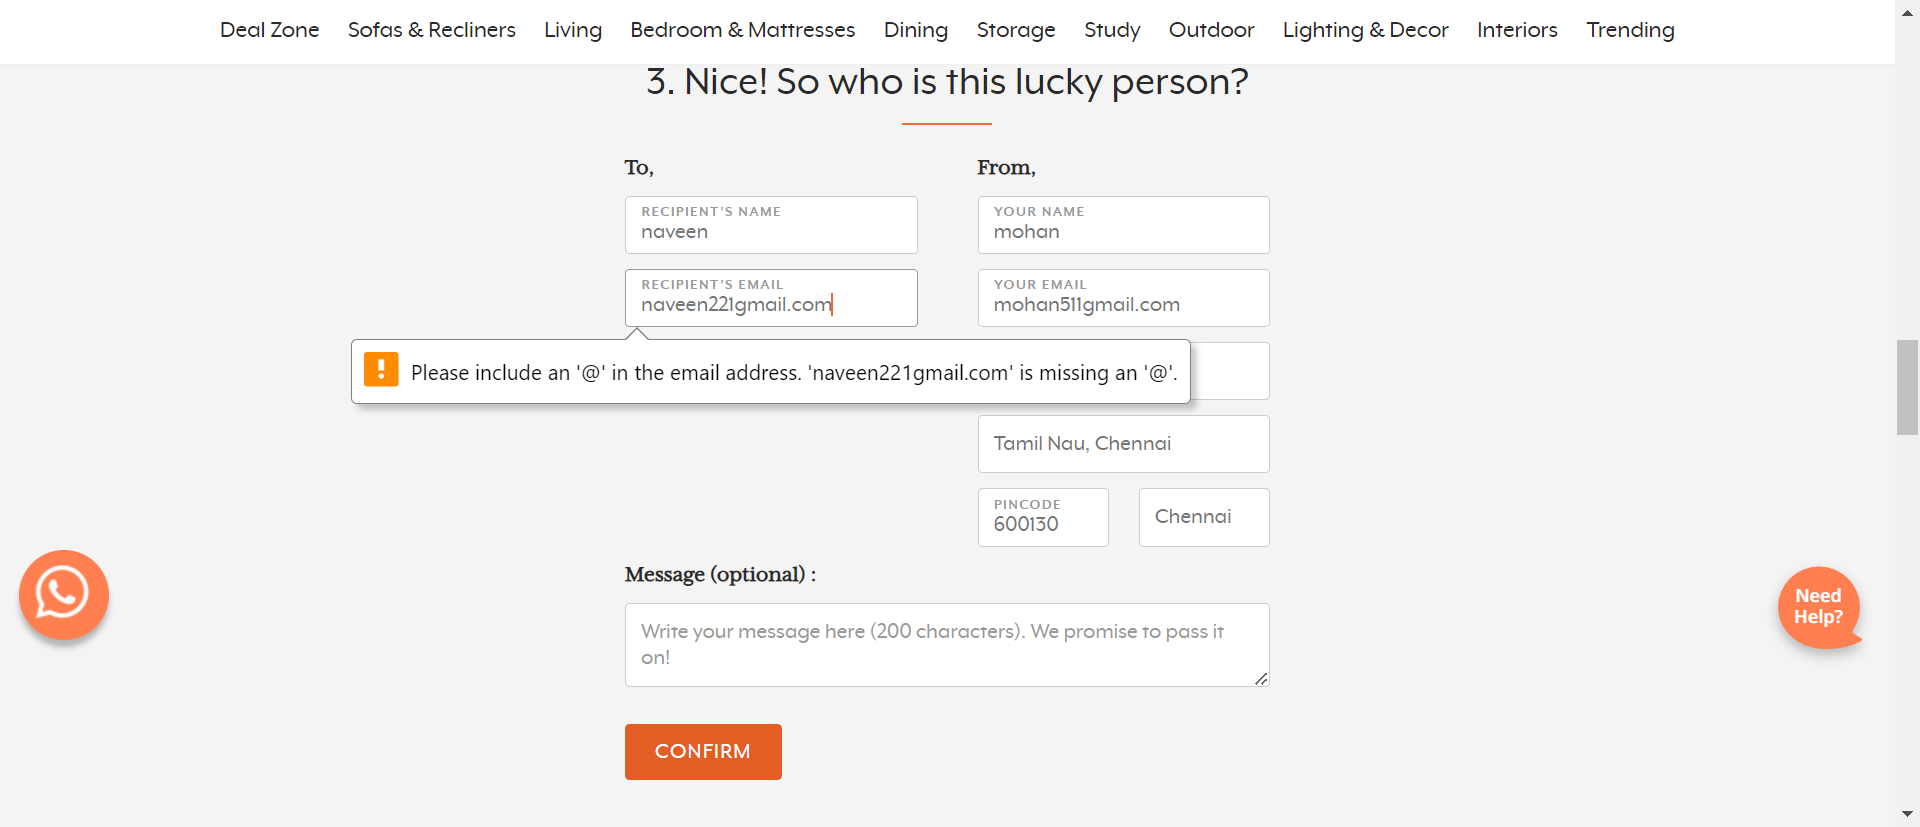 Deal Zone Sofas & Recliners Living Bedroom & Mattresses Dining Storage Study Outdoor Lighting & Decor Interiors Trending
3. Nice! So who is this lucky person?
To,
From,
RECIPIENT'S NAME
naveen
YOUR NAME
mohan
RECIPIENT'S EMAIL
naveen221gmail.com
YOUR EMAIL
mohan511gmail.com
Please include an '@' in the email address. 'naveen221gmail.com' is missing an '@'.
Tamil Nau, Chennai
PINCODE
600130
Chennai
Message (optional) :
Write your message here (200 characters). We promise to pass it
on!
Need
Help?
CONFIRM